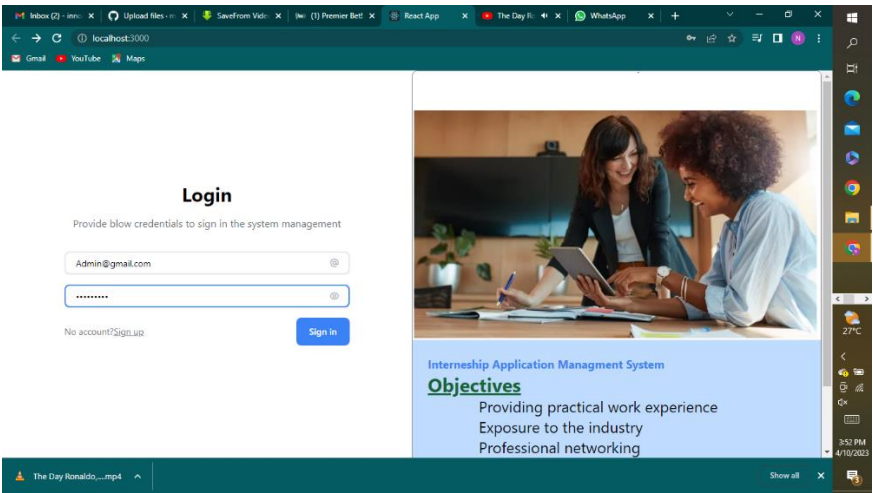 Inbox (2) - inno
Upload files · m
SaveFrom Vide
(1) Premier Bet!
React App
The Day Ro
WhatsApp
localhost:3000
N
Gmail
YouTube
Maps
Login
Provide blow credentials to sign in the system management
Admin@gmail.com
No account?Sign up
Sign in
Interneship Application Managment System
Objectives
Providing practical work experience
Exposure to the industry
Professional networking
27°C
3:52 PM
4/10/2023
The Day Ronaldo,....mp4
Show all